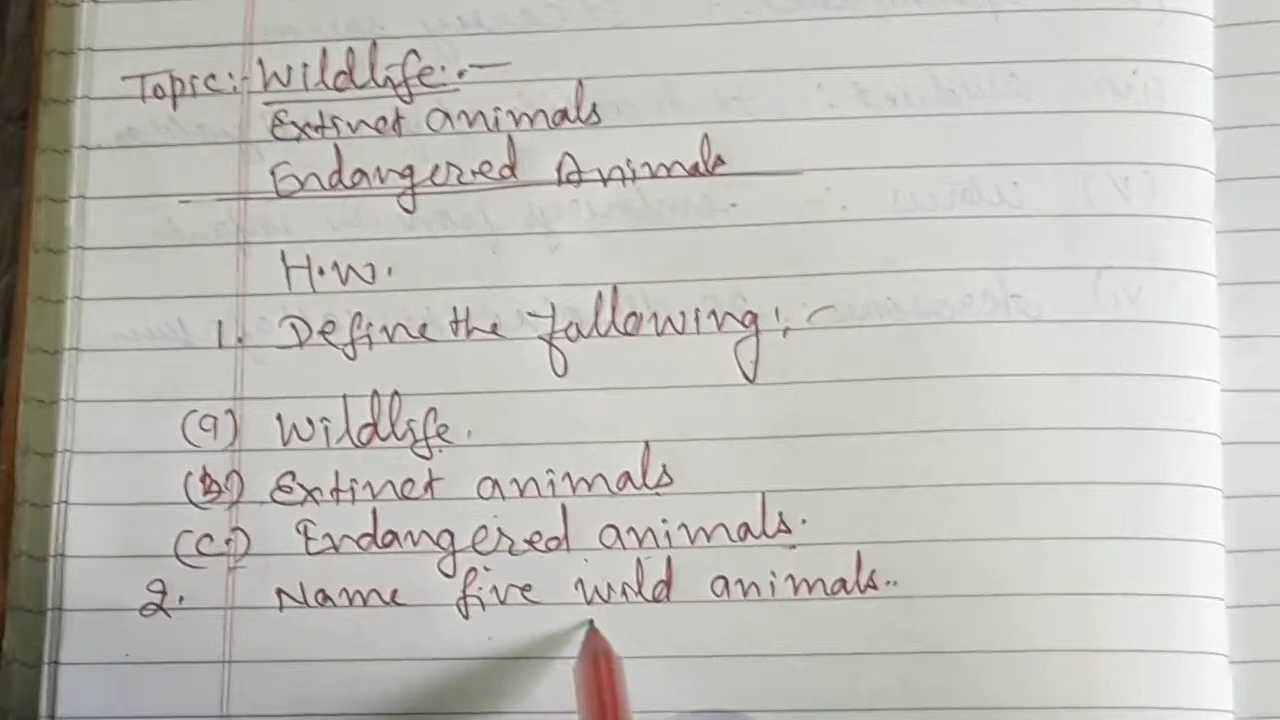 Topic:- Wildlife:-
Extinct animals
Endangered Animals
H.W.
1. Define the following:-
(a) Wildlife.
(b) Extinct animals
(c) Endangered animals.
2. Name five wild animals..